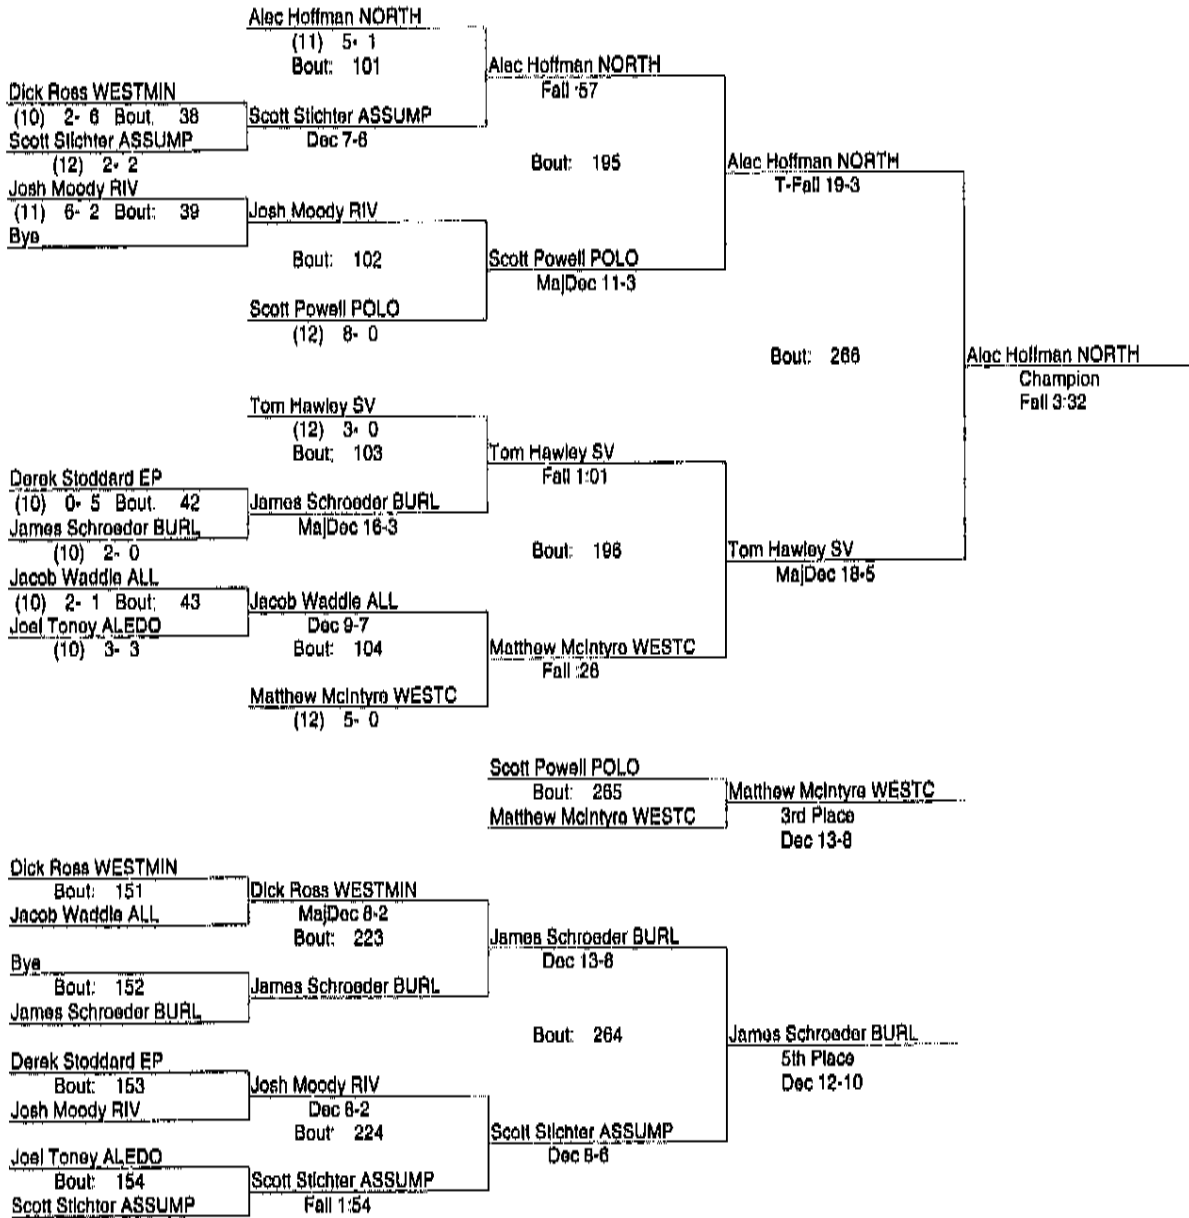 Alec Hoffman NORTH
(11) 5- 1
Bout: 101
Alec Hoffman NORTH
Fall :57
Dick Ross WESTMIN
(10) 2- 6 Bout: 38
Scott Stichter ASSUMP
Dec 7-6
Scott Stichter ASSUMP
(12) 2- 2
Bout: 195
Alec Hoffman NORTH
T-Fall 19-3
Josh Moody RIV
(11) 6- 2 Bout: 39
Josh Moody RIV
Bye
Bout: 102
Scott Powell POLO
MajDec 11-3
Scott Powell POLO
(12) 8- 0
Bout: 266
Alec Hoffman NORTH
Champion
Fall 3:32
Tom Hawley SV
(12) 3- 0
Bout: 103
Tom Hawley SV
Fall 1:01
Derek Stoddard EP
(10) 0- 5 Bout: 42
James Schroeder BURL
MajDec 16-3
James Schroeder BURL
(10) 2- 0
Bout: 196
Tom Hawley SV
MajDec 18-5
Jacob Waddle ALL
(10) 2- 1 Bout: 43
Jacob Waddle ALL
Dec 9-7
Joel Toney ALEDO
(10) 3- 3
Bout: 104
Matthew McIntyre WESTC
Fall :26
Matthew McIntyre WESTC
(12) 5- 0
Scott Powell POLO
Bout: 265
Matthew McIntyre WESTC
Matthew McIntyre WESTC
3rd Place
Dec 13-8
Dick Ross WESTMIN
Bout: 151
Jacob Waddle ALL
Dick Ross WESTMIN
MajDec 8-2
Bout: 223
James Schroeder BURL
Dec 13-6
Bye
Bout: 152
James Schroeder BURL
James Schroeder BURL
Bout: 264
James Schroeder BURL
5th Place
Dec 12-10
Derek Stoddard EP
Bout: 153
Josh Moody RIV
Josh Moody RIV
Dec 6-2
Bout: 224
Scott Stichter ASSUMP
Dec 8-6
Joel Toney ALEDO
Bout: 154
Scott Stichter ASSUMP
Scott Stichter ASSUMP
Fall 1:54